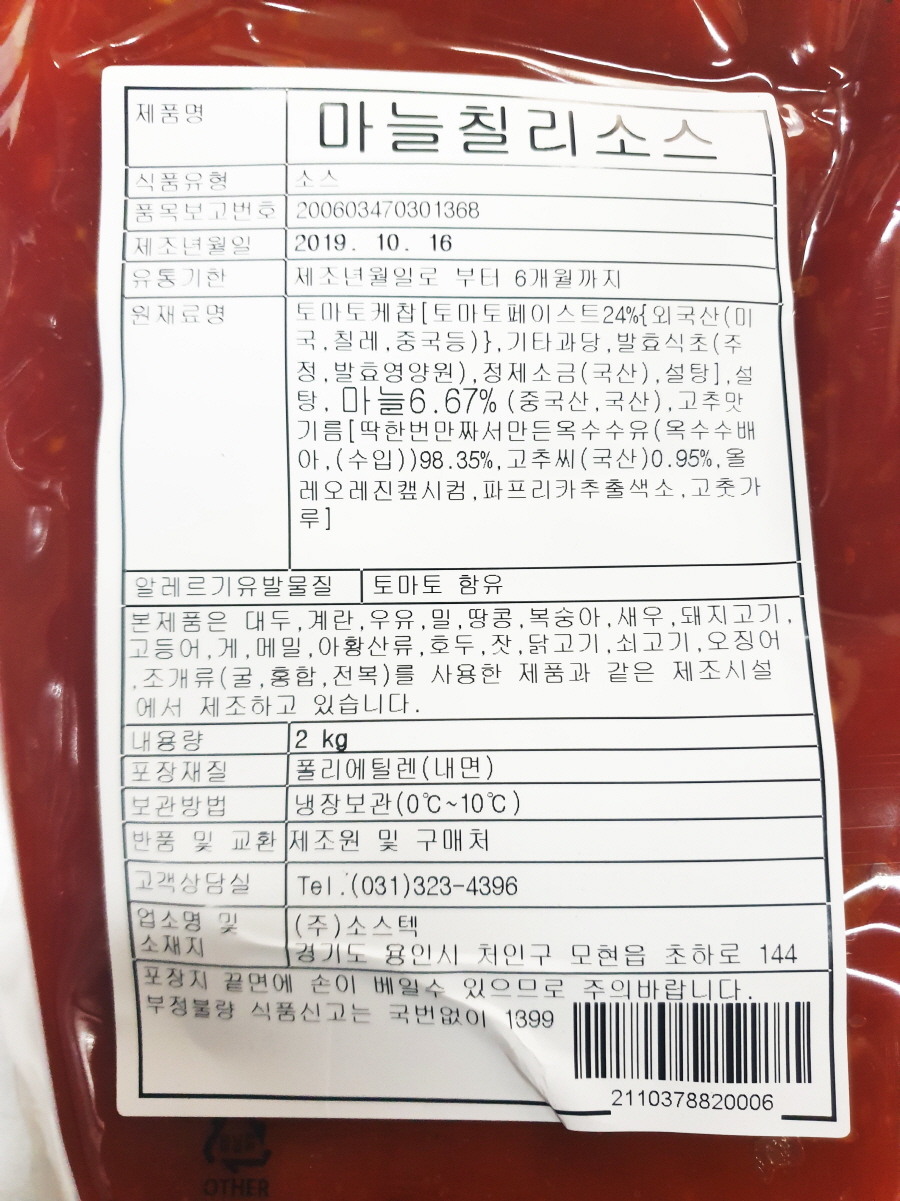 제품명 마늘칠리소스
식품유형 소스
품목보고번호 200603470301368
제조년월일 2019. 10. 16
유통기한 제조년월일로 부터 6개월까지
원재료명 토마토케찹[토마토페이스트24%{외국산(미
국,칠레,중국등)},기타과당,발효식초(주
정,발효영양원),정제소금(국산),설탕],설
탕, 마늘6.67% (중국산,국산),고추맛
기름[딱한번만짜서만든옥수수유(옥수수배
아,(수입))98.35%,고추씨(국산)0.95%,올
레오레진캪시컴,파프리카추출색소,고춧가
루]
알레르기유발물질 토마토 함유
본제품은 대두,계란,우유,밀,땅콩,복숭아,새우,돼지고기,
고등어,게,메밀,아황산류,호두,잣,닭고기,쇠고기,오징어
,조개류(굴,홍합,전복)를 사용한 제품과 같은 제조시설
에서 제조하고 있습니다.
내용량 2 kg
포장재질 폴리에틸렌(내면)
보관방법 냉장보관(0℃~10℃)
반품 및 교환 제조원 및 구매처
고객상담실 Tel.(031)323-4396
업소명 및 (주)소스텍
소재지 경기도 용인시 처인구 모현읍 초하로 144
포장지 끝면에 손이 베일수 있으므로 주의바랍니다.
부정불량 식품신고는 국번없이 1399
2110378820006
OTHER